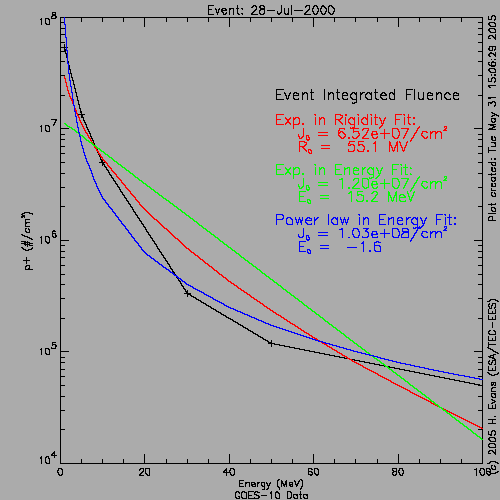 Event: 28-Jul-2000
10⁸
10⁷
10⁶
10⁵
10⁴
p+ (#/cm²)
Event Integrated Fluence
Exp. in Rigidity Fit:
J₀ = 6.52e+07/cm²
R₀ = 55.1 MV
Exp. in Energy Fit:
J₀ = 1.20e+07/cm²
E₀ = 15.2 MeV
Power law in Energy Fit:
J₀ = 1.03e+08/cm²
E₀ = -1.6
0 20 40 60 80 100
Energy (MeV)
GOES-10 Data
Plot created: Tue May 31 15:06:29 2005
(c) 2005 H. Evans (ESA/TEC-EES)